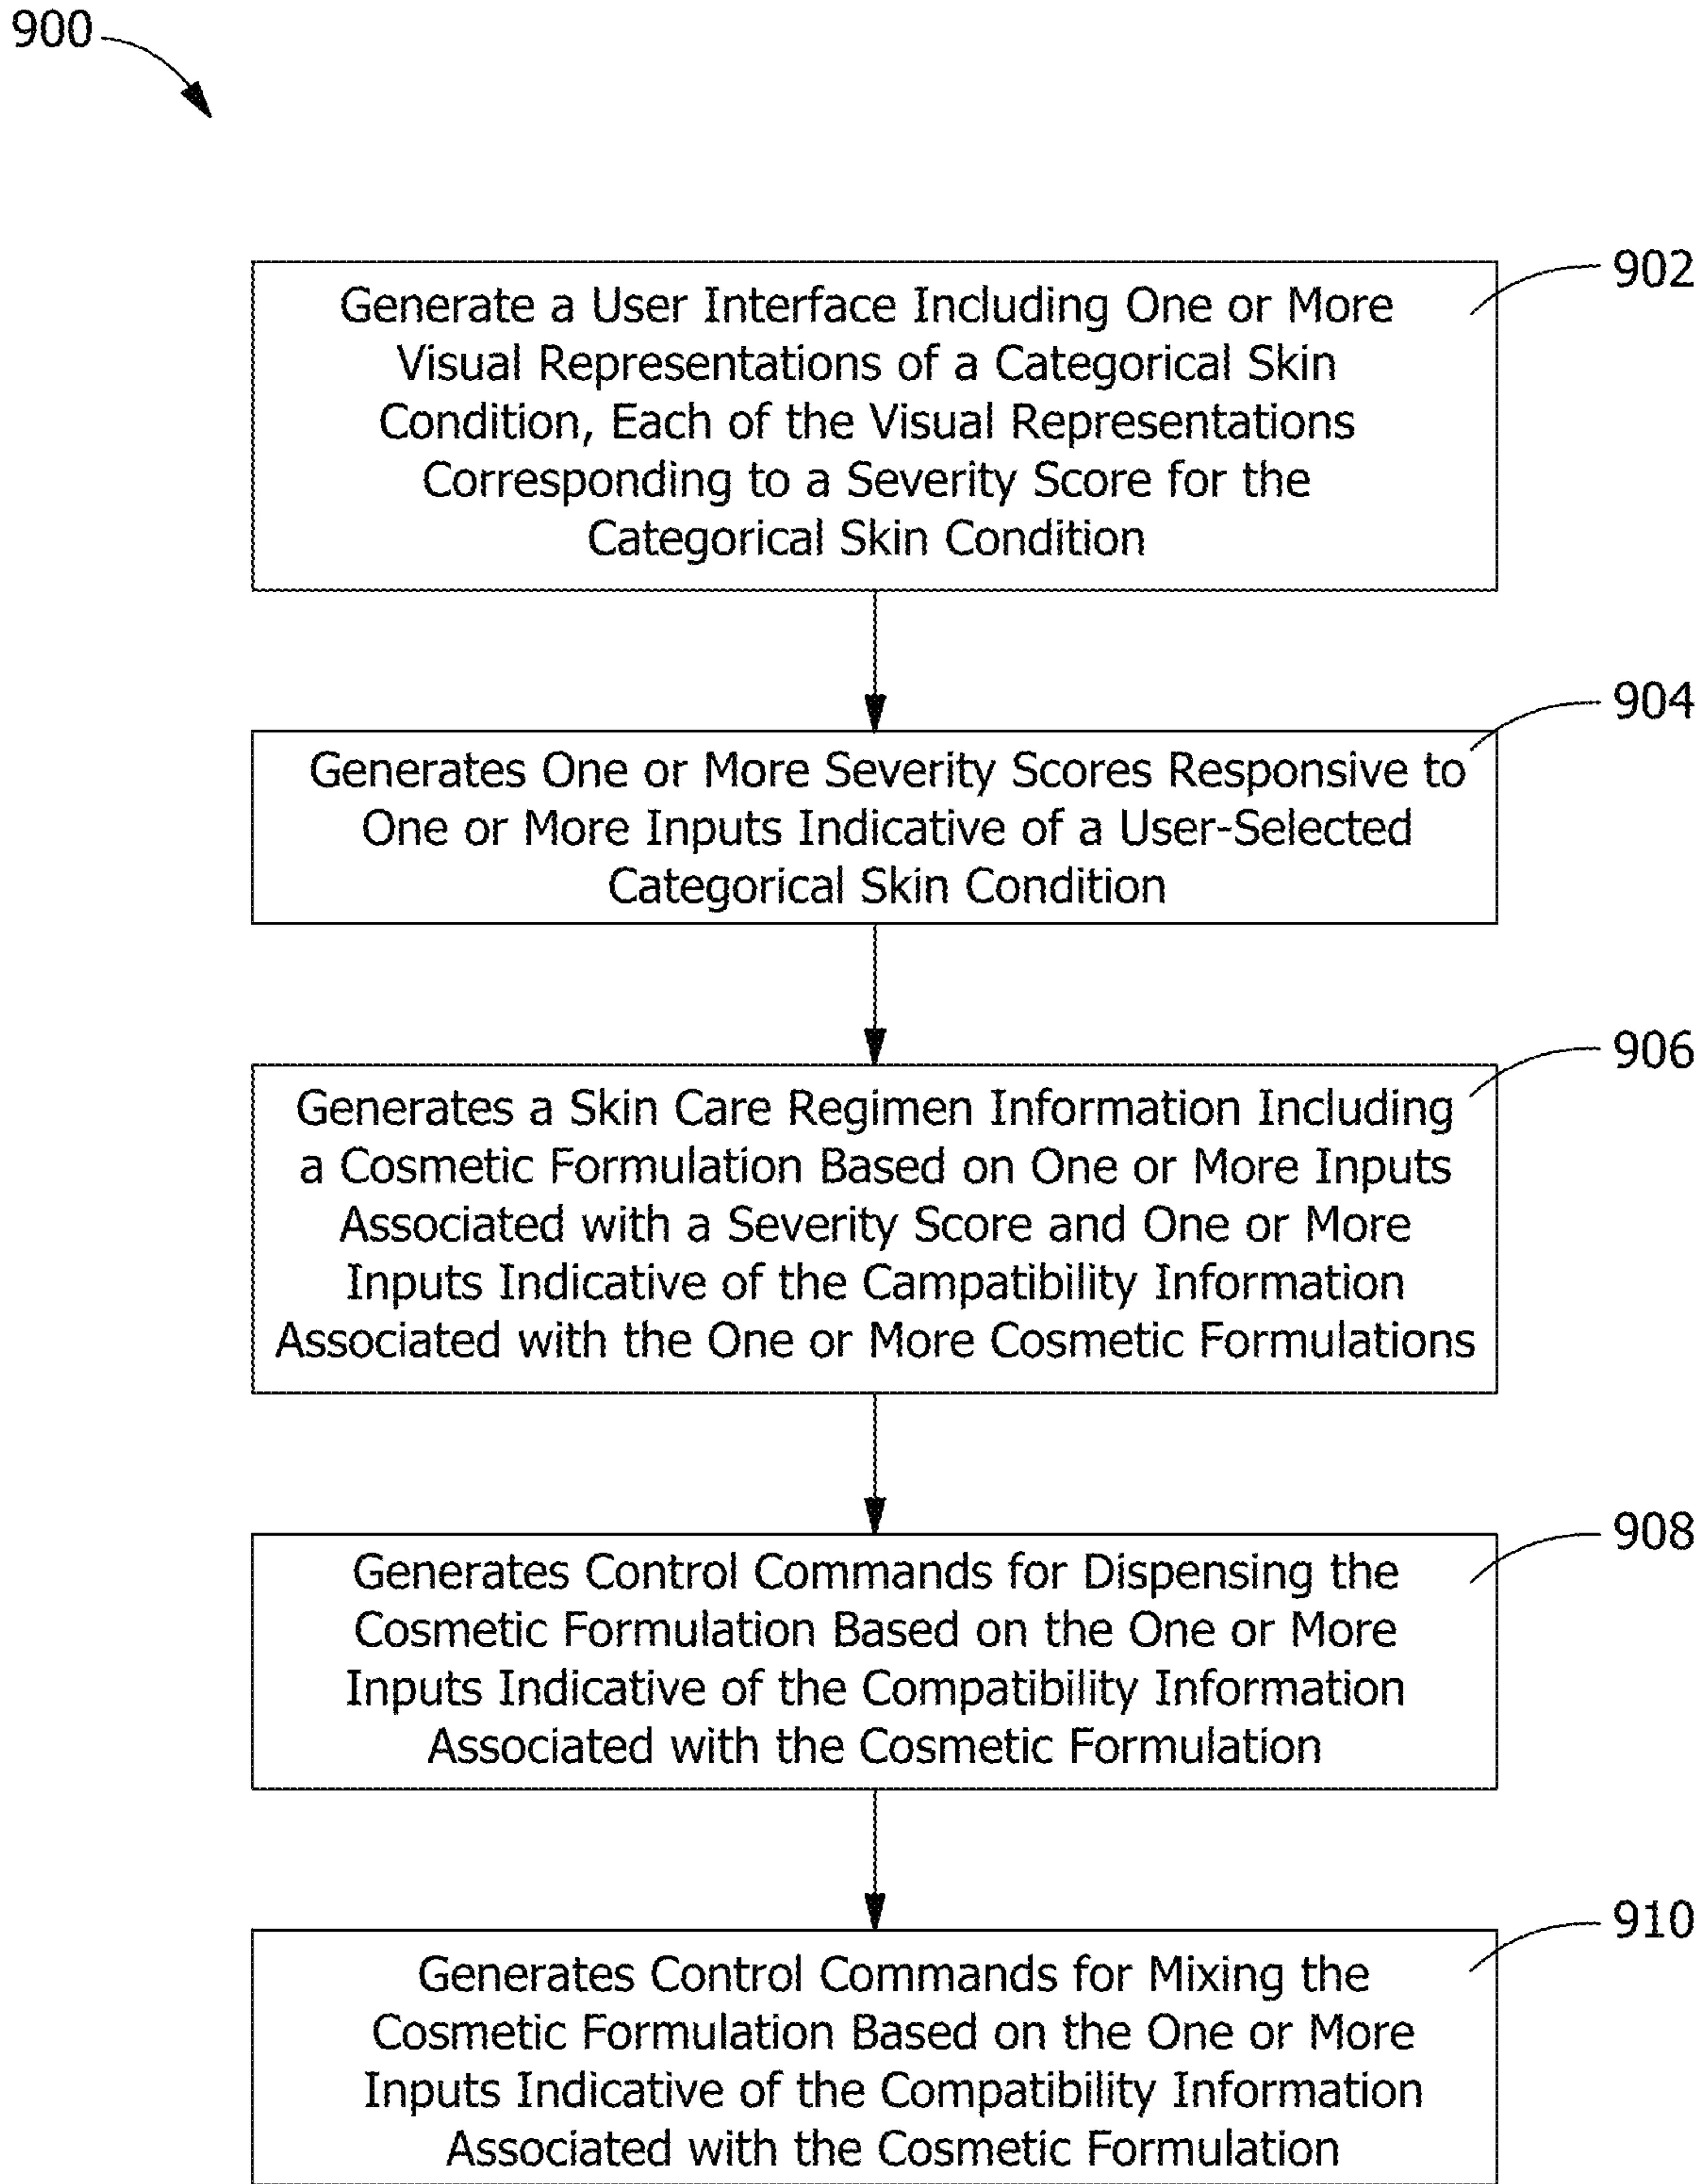 900
902
Generate a User Interface Including One or More
Visual Representations of a Categorical Skin
Condition, Each of the Visual Representations
Corresponding to a Severity Score for the
Categorical Skin Condition
904
Generates One or More Severity Scores Responsive to
One or More Inputs Indicative of a User-Selected
Categorical Skin Condition
906
Generates a Skin Care Regimen Information Including
a Cosmetic Formulation Based on One or More Inputs
Associated with a Severity Score and One or More
Inputs Indicative of the Campatibility Information
Associated with the One or More Cosmetic Formulations
908
Generates Control Commands for Dispensing the
Cosmetic Formulation Based on the One or More
Inputs Indicative of the Compatibility Information
Associated with the Cosmetic Formulation
910
Generates Control Commands for Mixing the
Cosmetic Formulation Based on the One or More
Inputs Indicative of the Compatibility Information
Associated with the Cosmetic Formulation